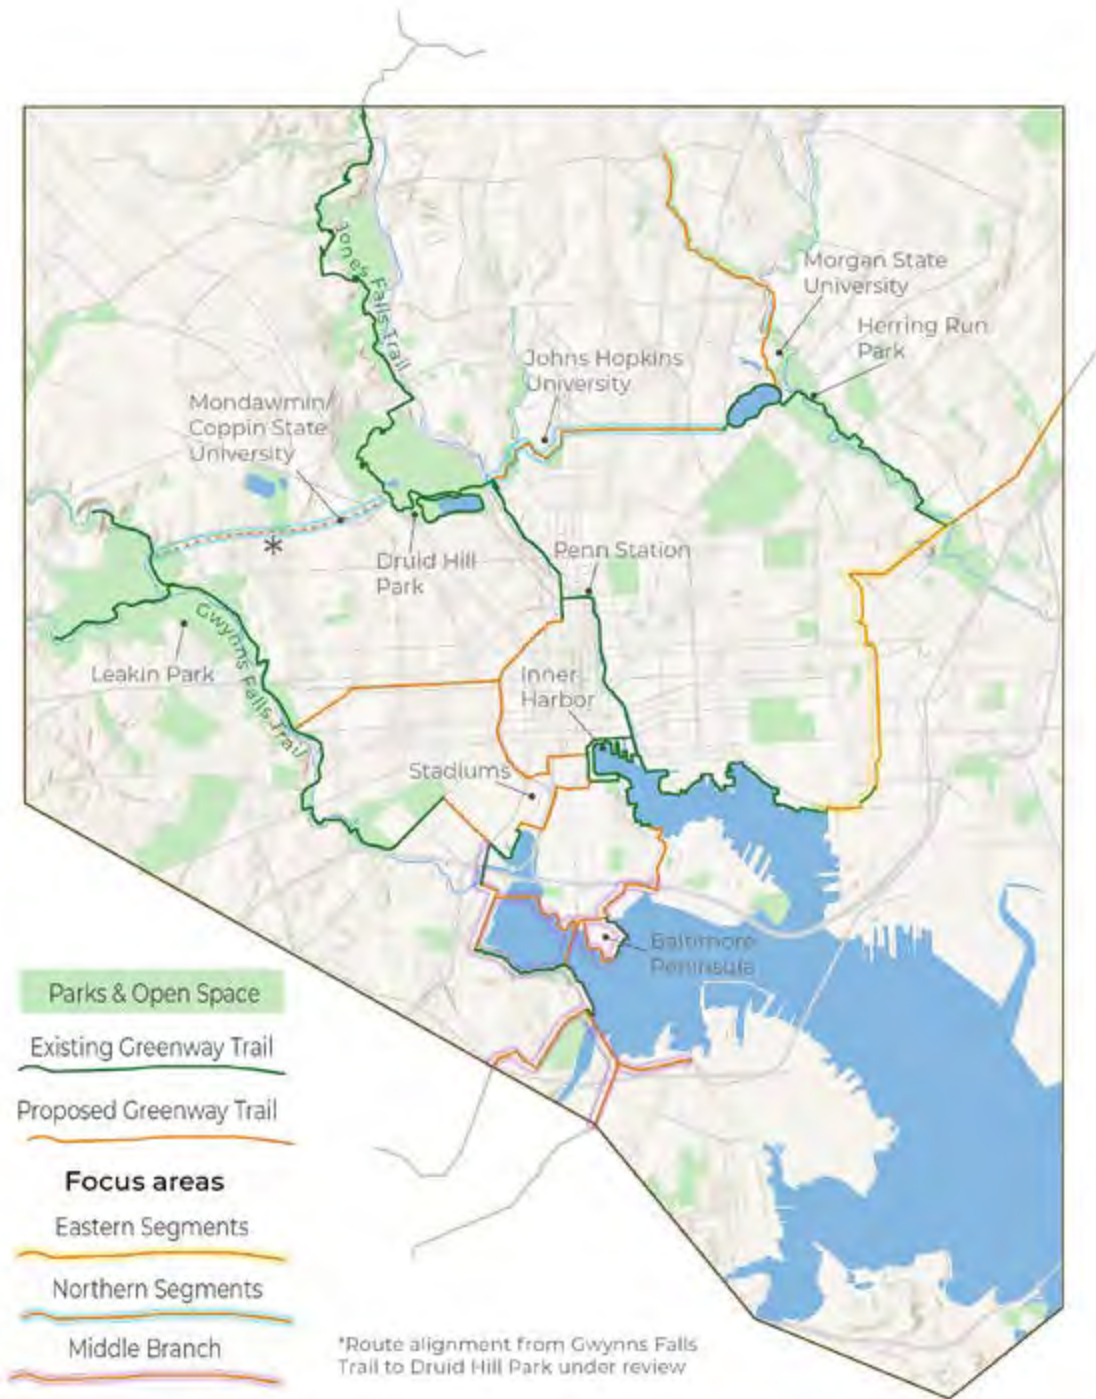 Jones Falls Trail
Morgan State
University
Herring Run
Park
Johns Hopkins
University
Mondawmin/
Coppin State
University
*
Druid Hill
Park
Penn Station
Gwynns Falls Trail
Leakin Park
Inner
Harbor
Stadiums
Baltimore
Peninsula
Parks & Open Space
Existing Greenway Trail
Proposed Greenway Trail
Focus areas
Eastern Segments
Northern Segments
Middle Branch
*Route alignment from Gwynns Falls
Trail to Druid Hill Park under review